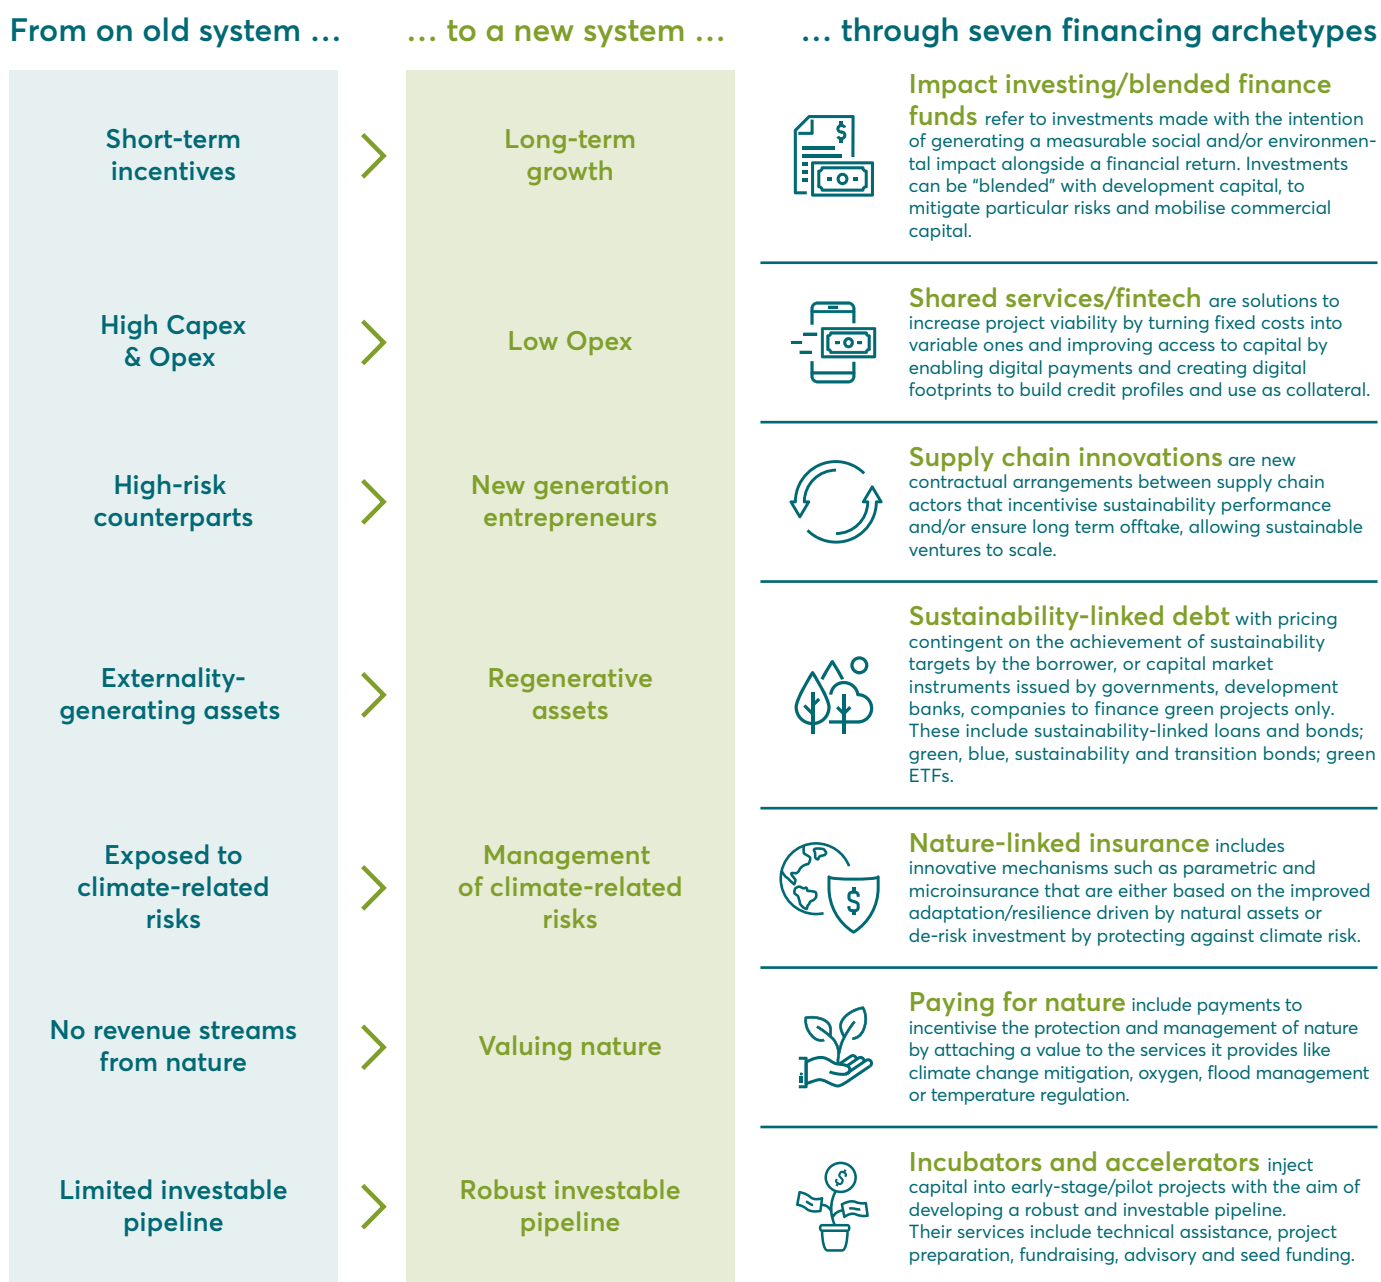 From on old system ...
... to a new system ...
... through seven financing archetypes
Short-term
incentives
Long-term
growth
Impact investing/blended finance
funds refer to investments made with the intention
of generating a measurable social and/or environmen-
tal impact alongside a financial return. Investments
can be “blended” with development capital, to
mitigate particular risks and mobilise commercial
capital.
$
High Capex
& Opex
Low Opex
Shared services/fintech are solutions to
increase project viability by turning fixed costs into
variable ones and improving access to capital by
enabling digital payments and creating digital
footprints to build credit profiles and use as collateral.
High-risk
counterparts
New generation
entrepreneurs
Supply chain innovations are new
contractual arrangements between supply chain
actors that incentivise sustainability performance
and/or ensure long term offtake, allowing sustainable
ventures to scale.
Externality-
generating assets
Regenerative
assets
Sustainability-linked debt with pricing
contingent on the achievement of sustainability
targets by the borrower, or capital market
instruments issued by governments, development
banks, companies to finance green projects only.
These include sustainability-linked loans and bonds;
green, blue, sustainability and transition bonds; green
ETFs.
Exposed to
climate-related
risks
Management
of climate-related
risks
Nature-linked insurance includes
innovative mechanisms such as parametric and
microinsurance that are either based on the improved
adaptation/resilience driven by natural assets or
de-risk investment by protecting against climate risk.
$
No revenue streams
from nature
Valuing nature
Paying for nature include payments to
incentivise the protection and management of nature
by attaching a value to the services it provides like
climate change mitigation, oxygen, flood management
or temperature regulation.
Limited investable
pipeline
Robust investable
pipeline
Incubators and accelerators inject
capital into early-stage/pilot projects with the aim of
developing a robust and investable pipeline.
Their services include technical assistance, project
preparation, fundraising, advisory and seed funding.
$